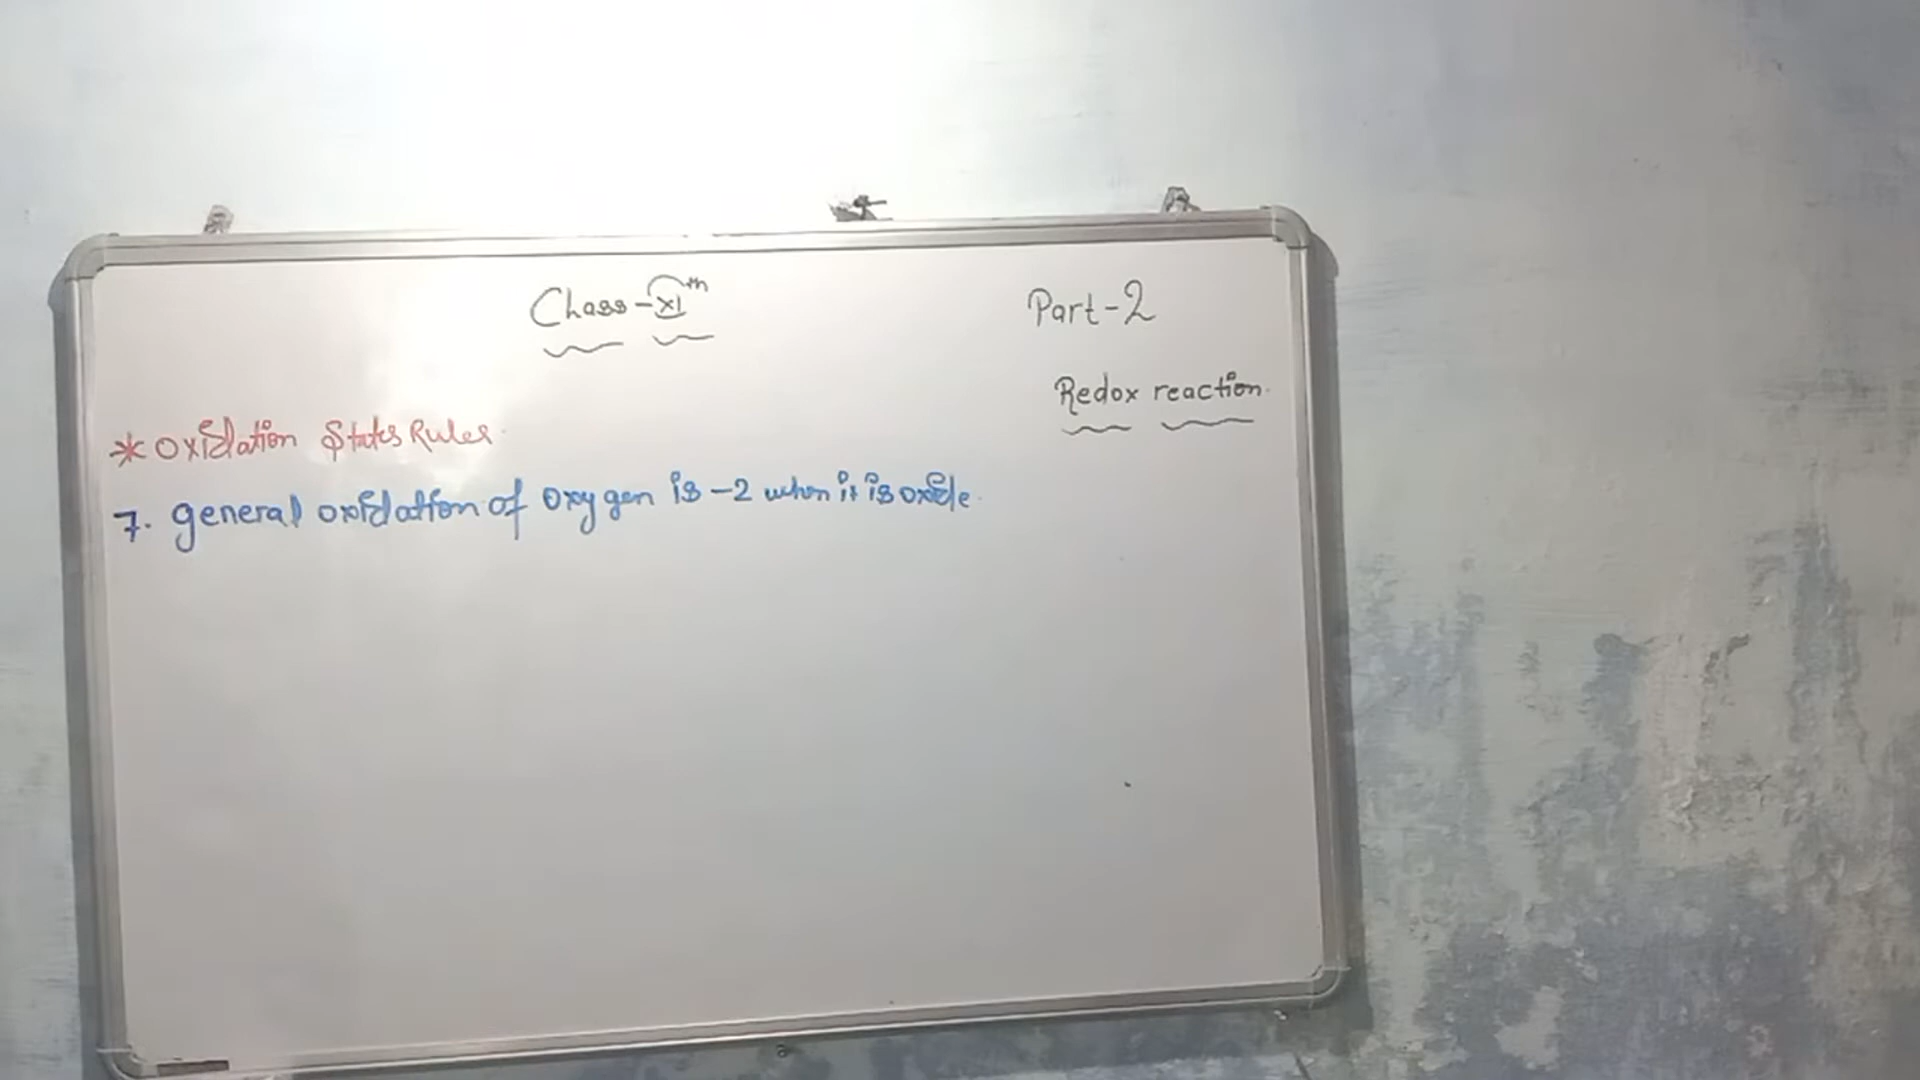 Class-XIth
Part-2
Redox reaction.
* Oxidation States Rules.
7. general oxidation of oxygen is -2 when it is oxide.